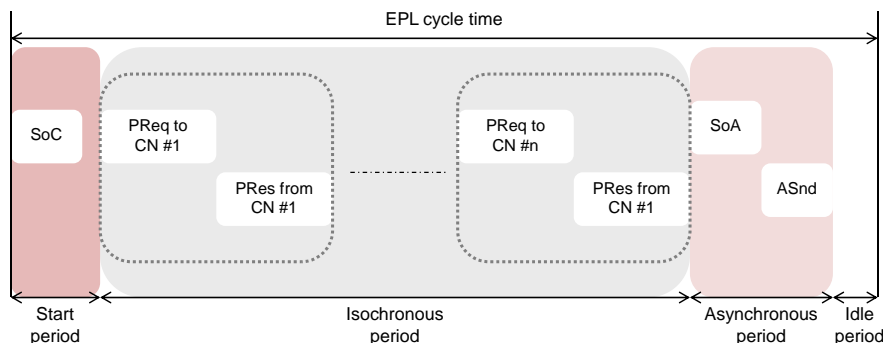 EPL cycle time
SoC
PReq to
CN #1
PRes from
CN #1
PReq to
CN #n
PRes from
CN #1
SoA
ASnd
Start
period
Isochronous
period
Asynchronous
period
Idle
period